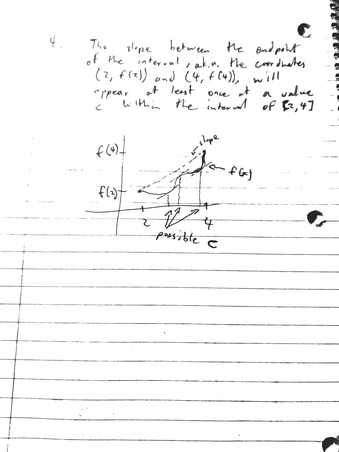 4. The slope between the endpoint
of the interval, a.k.a. the coordinates
(2, f(2)) and (4, f(4)), will
appear at least once at a value
c within the interval of [2,4]
slope
f(4)
f(x)
f(2)
2
4
possible c